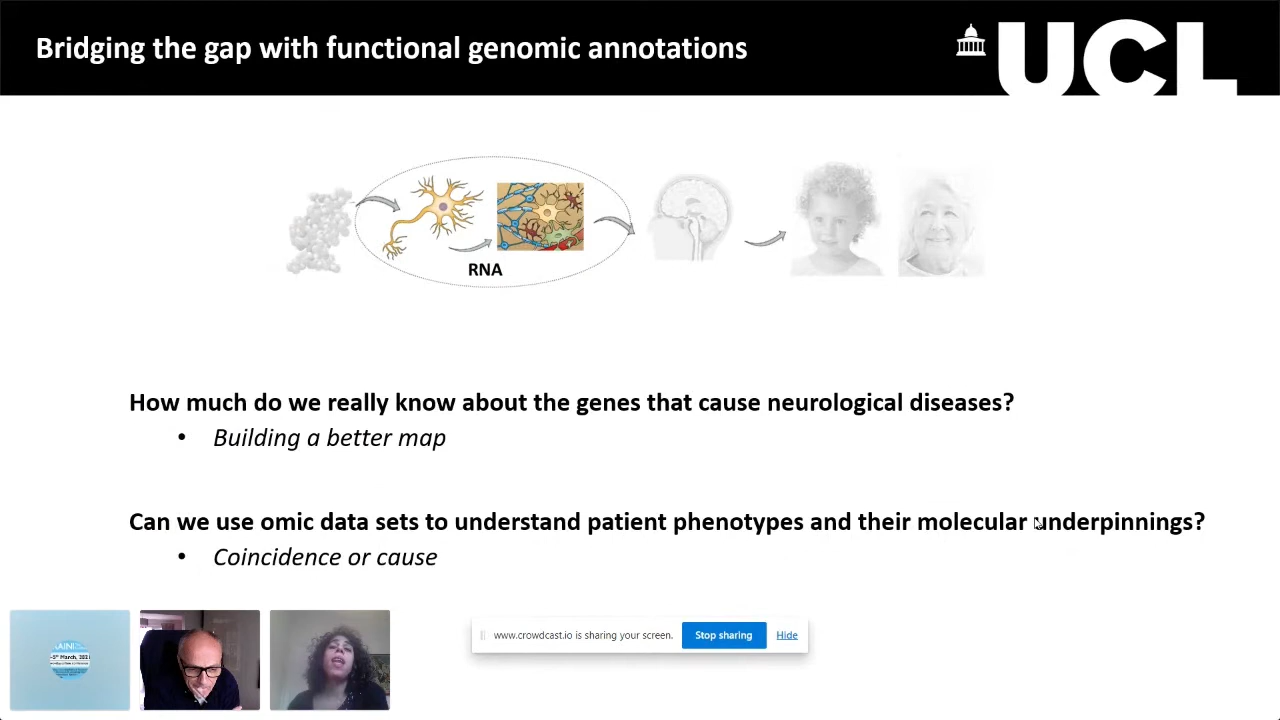 Bridging the gap with functional genomic annotations
UCL
RNA
How much do we really know about the genes that cause neurological diseases?
• Building a better map
Can we use omic data sets to understand patient phenotypes and their molecular underpinnings?
• Coincidence or cause
www.crowdcast.io is sharing your screen.
Stop sharing
Hide